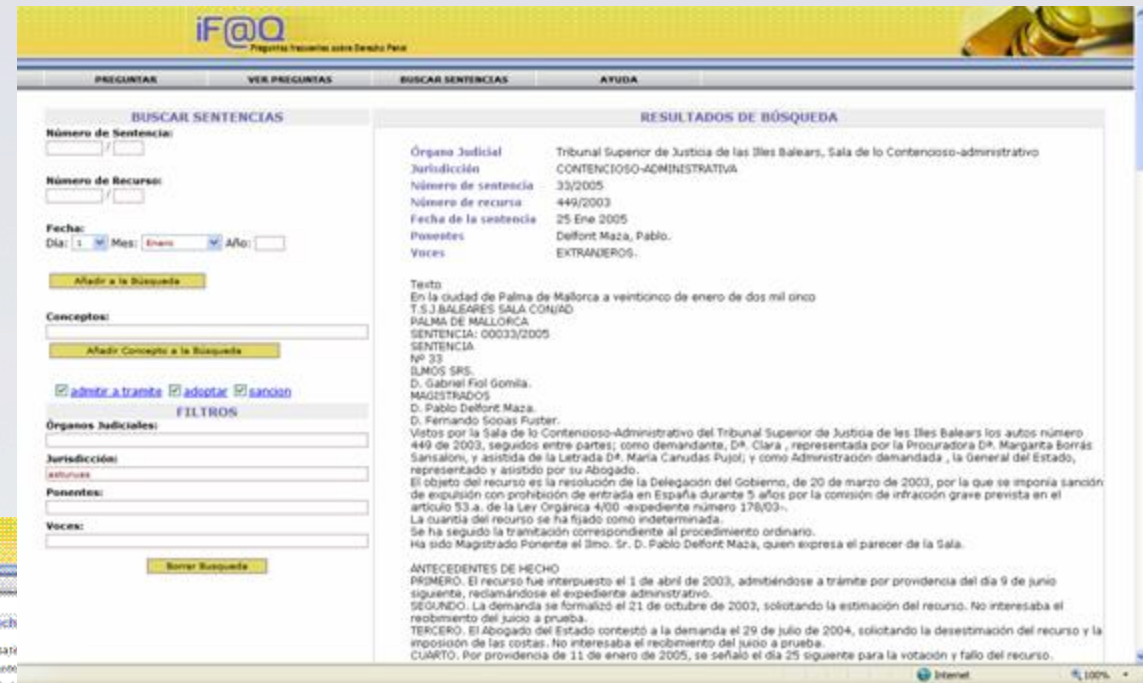 iF@Q
Preguntas frecuentes sobre Derecho Penal
PREGUNTAR VER PREGUNTAS BUSCAR SENTENCIAS AYUDA
BUSCAR SENTENCIAS
Número de Sentencia:
/
Número de Recurso:
/
Fecha:
Día: 1 Mes: Enero Año:
Añadir a la Búsqueda
Conceptos:
Añadir Concepto a la Búsqueda
admitir a tramite adoptar sancion
FILTROS
Órganos Judiciales:
Jurisdicción:
asturias
Ponentes:
Voces:
Borrar Busqueda
RESULTADOS DE BÚSQUEDA
Órgano Judicial Tribunal Superior de Justicia de las Illes Balears, Sala de lo Contencioso-administrativo
Jurisdicción CONTENCIOSO-ADMINISTRATIVA
Número de sentencia 33/2005
Número de recurso 449/2003
Fecha de la sentencia 25 Ene 2005
Ponentes Delfont Maza, Pablo.
Voces EXTRANJEROS.
Texto
En la ciudad de Palma de Mallorca a veinticinco de enero de dos mil cinco
T.S.J.BALEARES SALA CON/AD
PALMA DE MALLORCA
SENTENCIA: 00033/2005
SENTENCIA
Nº 33
ILMOS SRS.
D. Gabriel Fiol Gomila.
MAGISTRADOS
D. Pablo Delfont Maza.
D. Fernando Socias Fuster.
Vistos por la Sala de lo Contencioso-Administrativo del Tribunal Superior de Justicia de les Illes Balears los autos número
449 de 2003, seguidos entre partes; como demandante, Dª. Clara , representada por la Procuradora Dª. Margarita Borrás
Sansaloni, y asistida de la Letrada Dª. Maria Canudas Pujol; y como Administración demandada , la General del Estado,
representado y asistido por su Abogado.
El objeto del recurso es la resolución de la Delegación del Gobierno, de 20 de marzo de 2003, por la que se imponía sanción
de expulsión con prohibición de entrada en España durante 5 años por la comisión de infracción grave prevista en el
artículo 53.a. de la Ley Orgánica 4/00 -expediente número 178/03-.
La cuantía del recurso se ha fijado como indeterminada.
Se ha seguido la tramitación correspondiente al procedimiento ordinario.
Ha sido Magistrado Ponente el Ilmo. Sr. D. Pablo Delfont Maza, quien expresa el parecer de la Sala.
ANTECEDENTES DE HECHO
PRIMERO. El recurso fue interpuesto el 1 de abril de 2003, admitiéndose a trámite por providencia del día 9 de junio
siguiente, reclamándose el expediente administrativo.
SEGUNDO. La demanda se formalizó el 21 de octubre de 2003, solicitando la estimación del recurso. No interesaba el
recibimiento del juicio a prueba.
TERCERO. El Abogado del Estado contestó a la demanda el 29 de julio de 2004, solicitando la desestimación del recurso y la
imposición de las costas. No interesaba el recibimiento del juicio a prueba.
CUARTO. Por providencia de 11 de enero de 2005, se señaló el día 25 siguiente para la votación y fallo del recurso.
Internet 100%